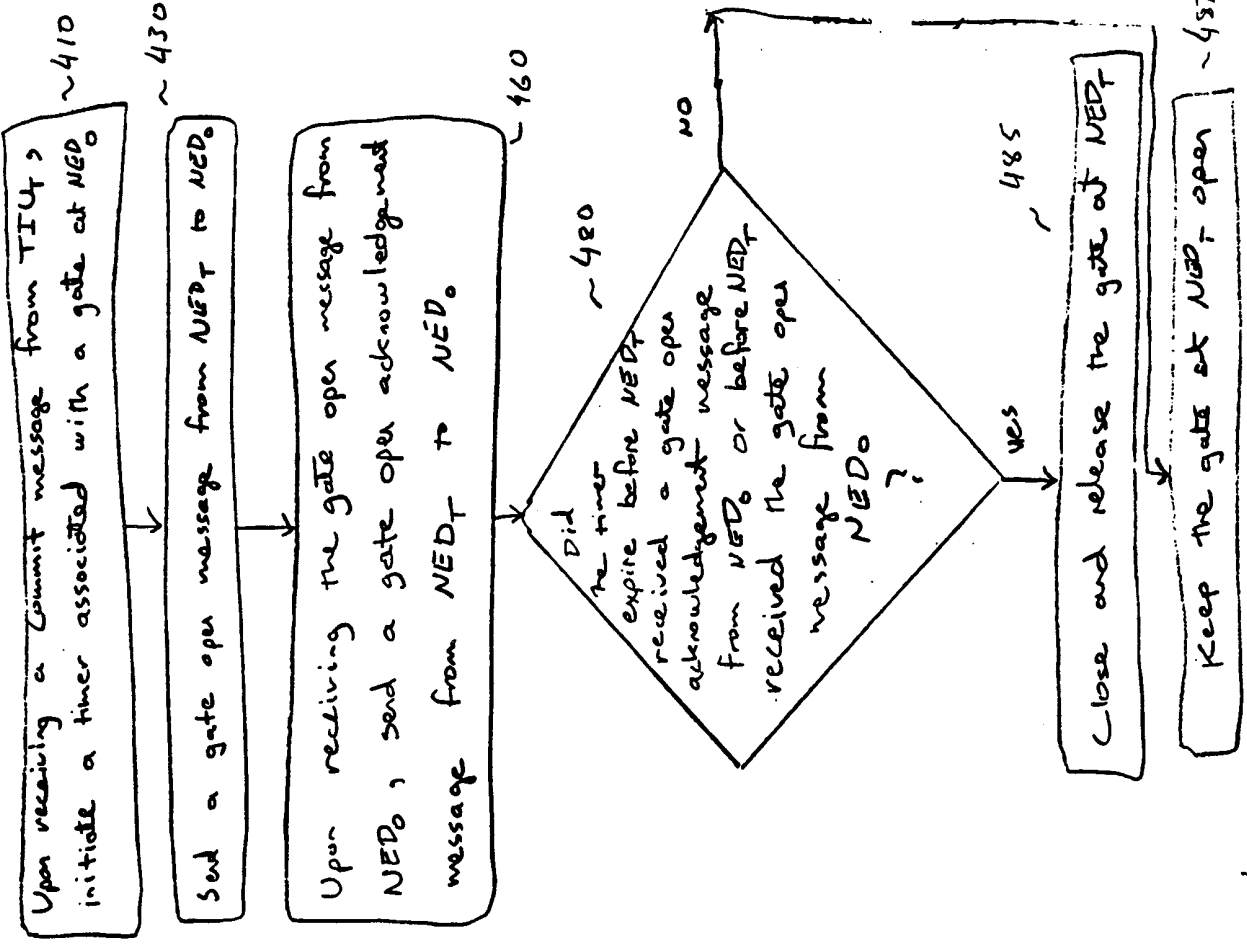 Upon receiving a Commit message from TIU_T,
initiate a timer associated with a gate at NED_o
~410
Send a gate open message from NED_T to NED_o
~430
Upon receiving the gate open message from
NED_o, send a gate open acknowledgement
message from NED_T to NED_o
~460
Did
the timer
expire before NED_T
received a gate open
acknowledgement message
from NED_o or before NED_T
received the gate open
message from
NED_o
?
~480
NO
Yes
Close and release the gate at NED_T
~485
Keep the gate at NED_T open